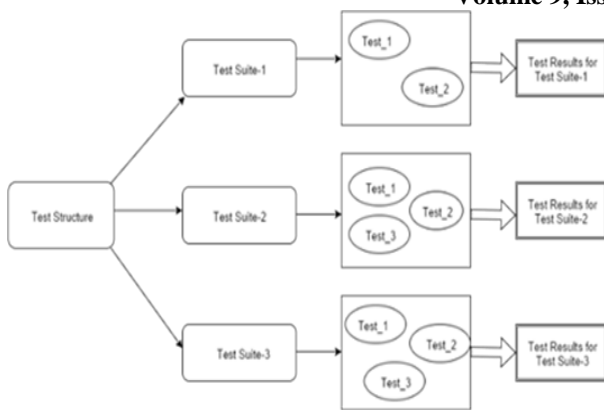 Volume 9, Iss
Test Structure
Test Suite-1
Test_1
Test_2
Test Results for
Test Suite-1
Test Suite-2
Test_1
Test_2
Test_3
Test Results for
Test Suite-2
Test Suite-3
Test_1
Test_2
Test_3
Test Results for
Test Suite-3